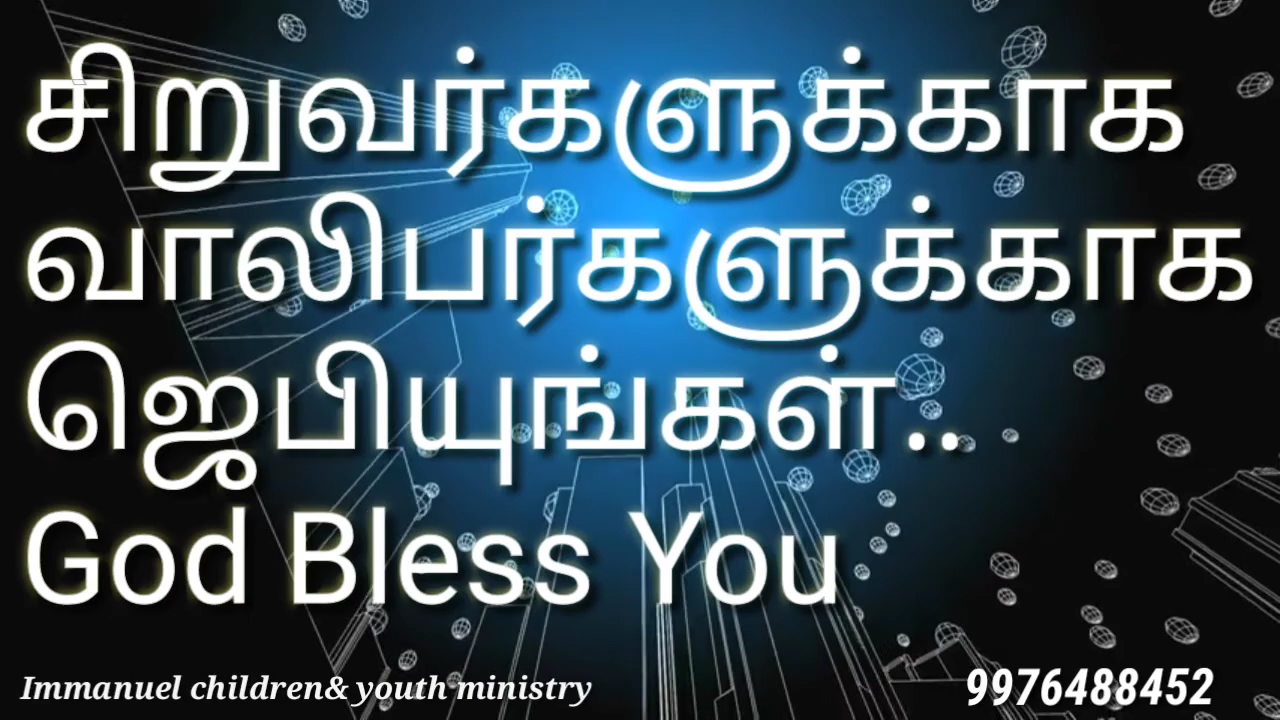 சிறுவர்களுக்காக
வாலிபர்களுக்காக
ஜெபியுங்கள்..
God Bless You
Immanuel children& youth ministry
9976488452